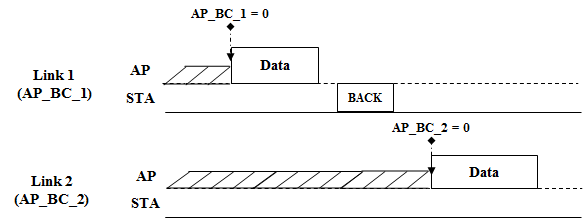 AP_BC_1 = 0
Link 1
(AP_BC_1)
AP
Data
STA
BACK
AP_BC_2 = 0
Link 2
(AP_BC_2)
AP
Data
STA